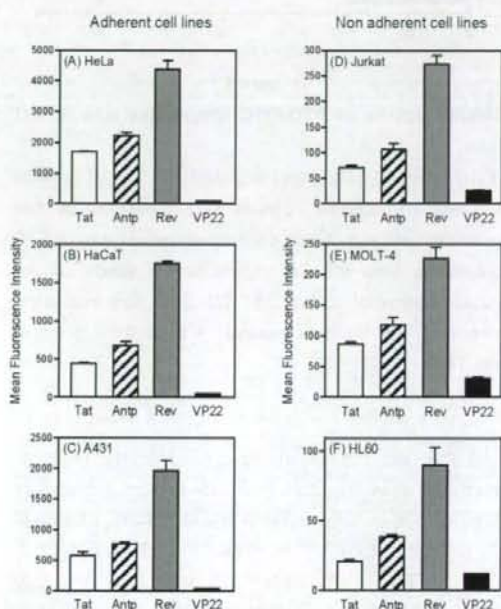 Adherent cell lines
Non adherent cell lines
Mean Fluorescence Intensity
(A) HeLa
5000
4000
3000
2000
1000
0
Tat Antp Rev VP22
(B) HaCaT
2000
1500
1000
500
0
Tat Antp Rev VP22
(C) A431
2500
2000
1500
1000
500
0
Tat Antp Rev VP22
Mean Fluorescence Intensity
(D) Jurkat
300
250
200
150
100
50
0
Tat Antp Rev VP22
(E) MOLT-4
250
200
150
100
50
0
Tat Antp Rev VP22
(F) HL60
100
50
0
Tat Antp Rev VP22